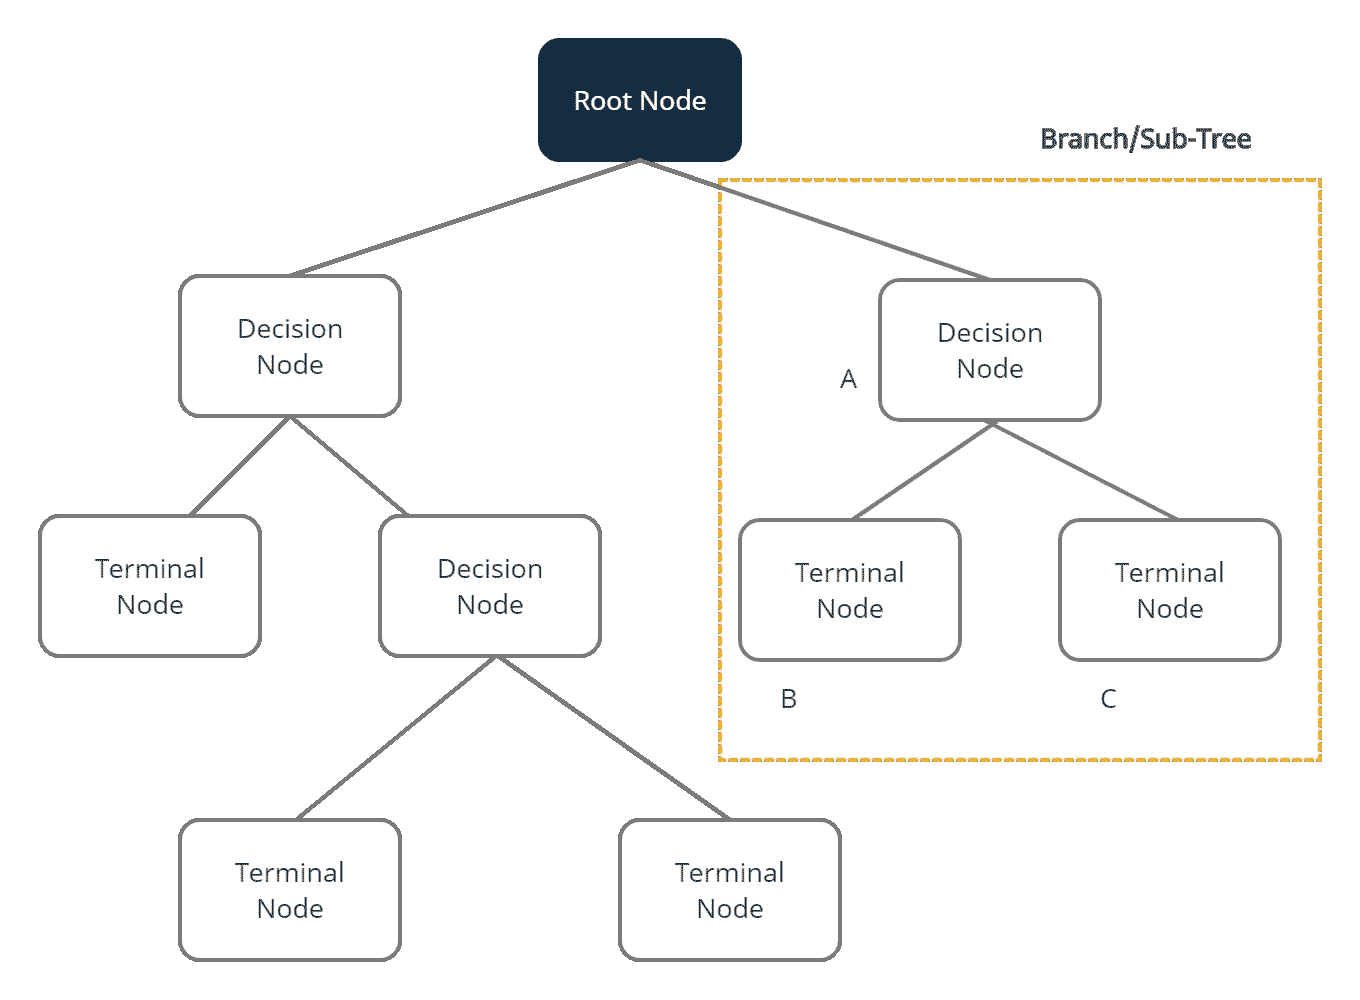 Root Node
Branch/Sub-Tree
Decision
Node
Decision
Node
A
Terminal
Node
Decision
Node
Terminal
Node
Terminal
Node
B
C
Terminal
Node
Terminal
Node